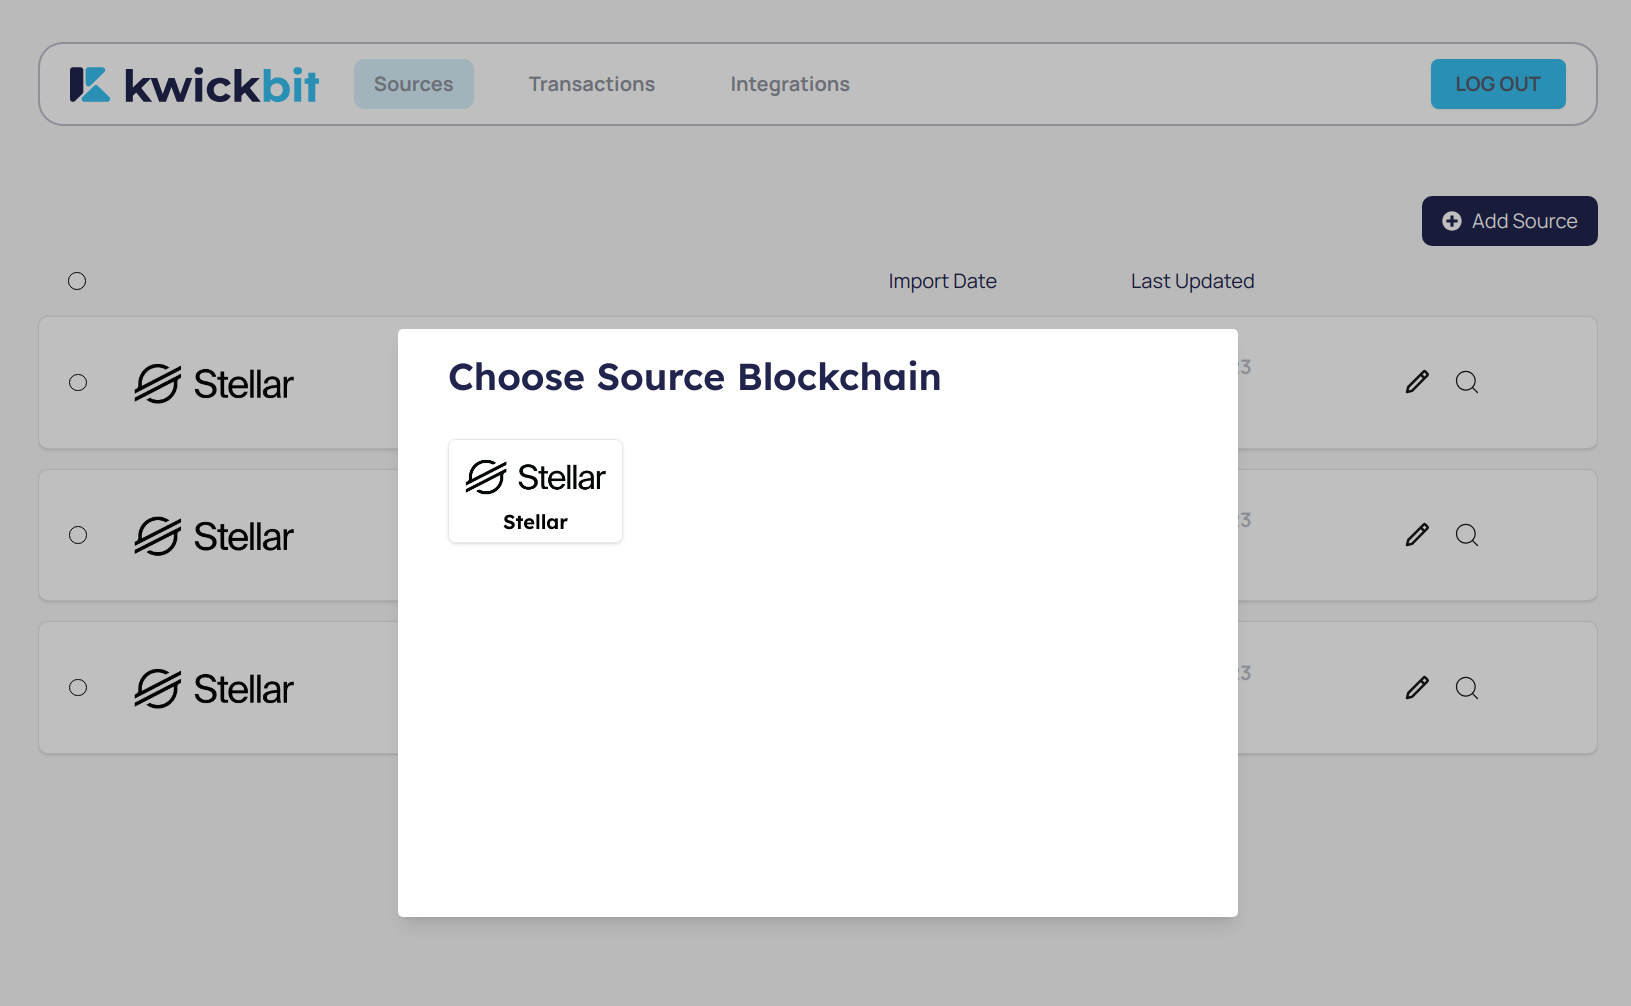 kwickbit Sources Transactions Integrations LOG OUT
Add Source
Import Date Last Updated
Choose Source Blockchain
Stellar
Stellar
Stellar
Stellar
Stellar